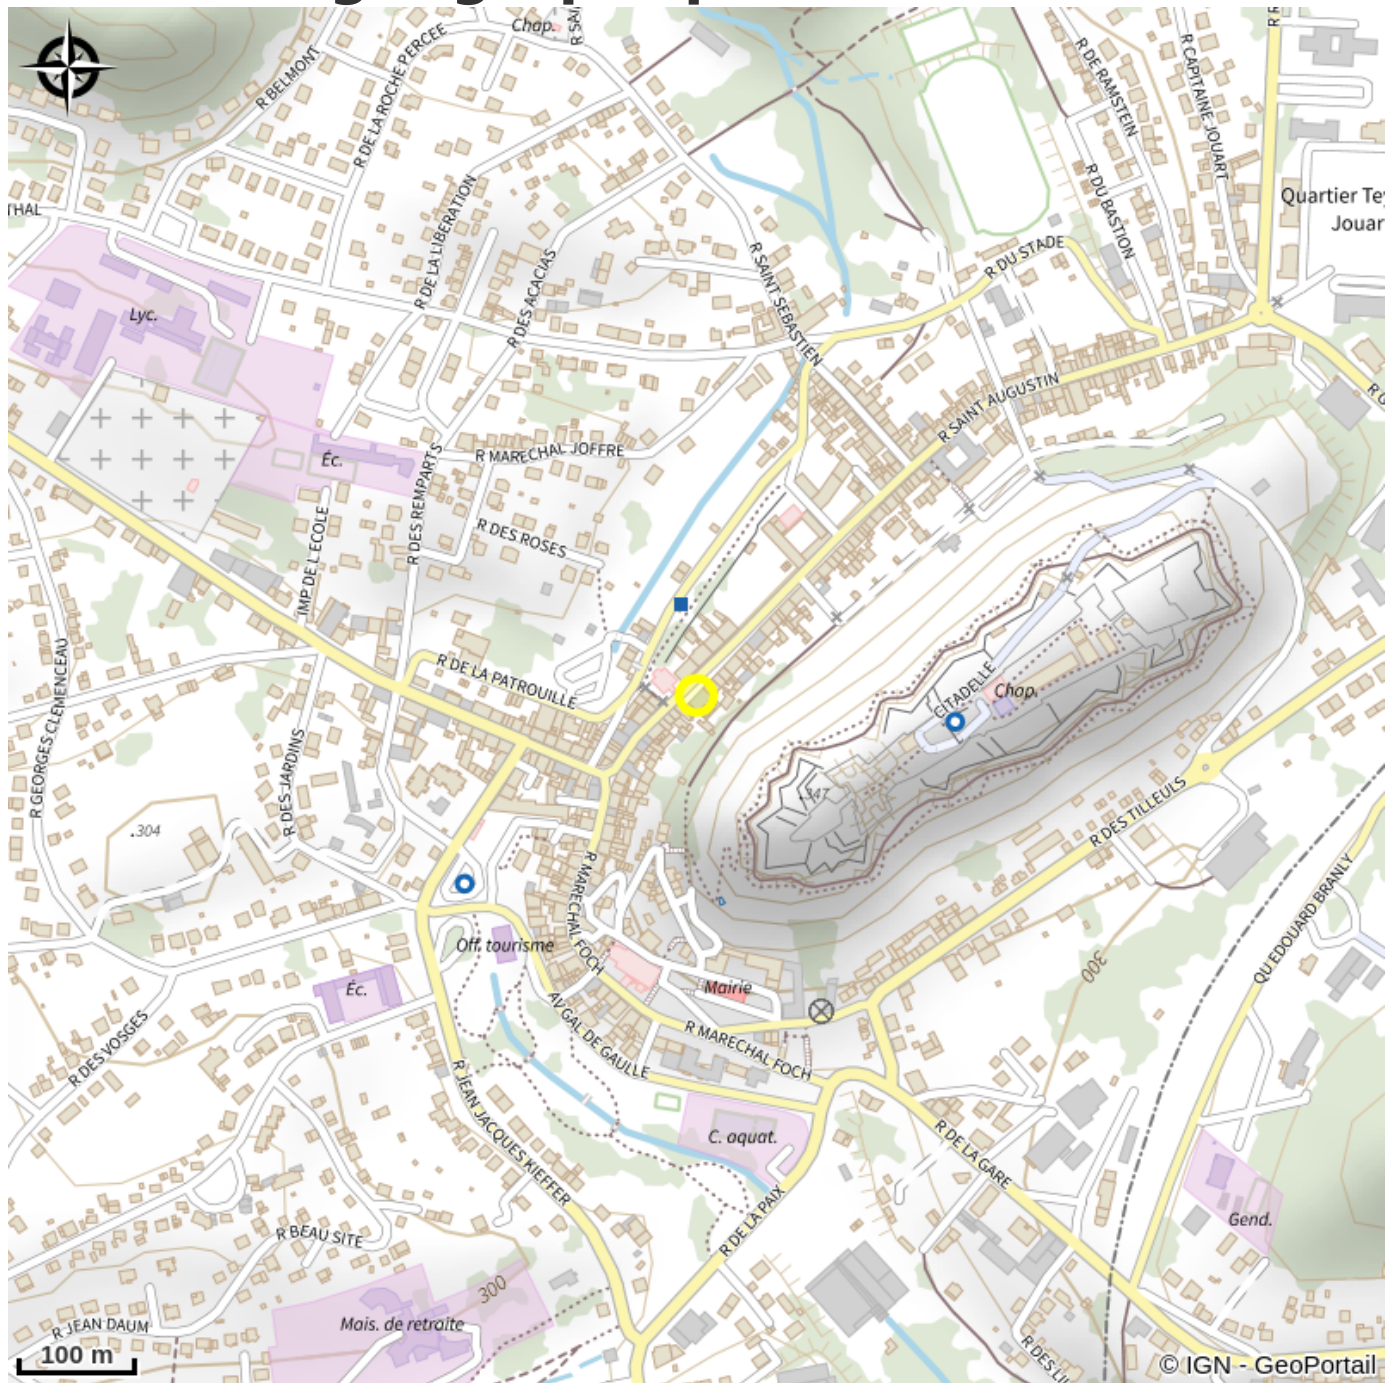 Chap.
R BELMONT
R DE LA ROCHE PERCEE
R DE RAMSTEIN
R CAPITAINE JOUART
R DU BASTION
Quartier Te
Jouar
THAL
R DE LA LIBERATION
R DES ACACIAS
R SAINT SEBASTIEN
R DU STADE
Lyc.
R SAINT AUGUSTIN
Éc.
R MARECHAL JOFFRE
R DES REMPARTS
R DES ROSES
IMP DE L'ECOLE
R DE LA PATROUILLE
R GEORGES CLEMENCEAU
R DES JARDINS
CITADELLE
Chap.
.347
.304
R DES TILLEULS
R MARECHAL FOCH
Off. tourisme
Éc.
Mairie
300
QU EDOUARD BRANLY
R DES VOSGES
AV GAL DE GAULLE
R MARECHAL FOCH
R JEAN JACQUES KIEFFER
C. aquat.
R DE LA GARE
R DE LA PAIX
Gend.
R BEAU SITE
300
Mais. de retraite
R JEAN DAUM
100 m
© IGN - GeoPortail